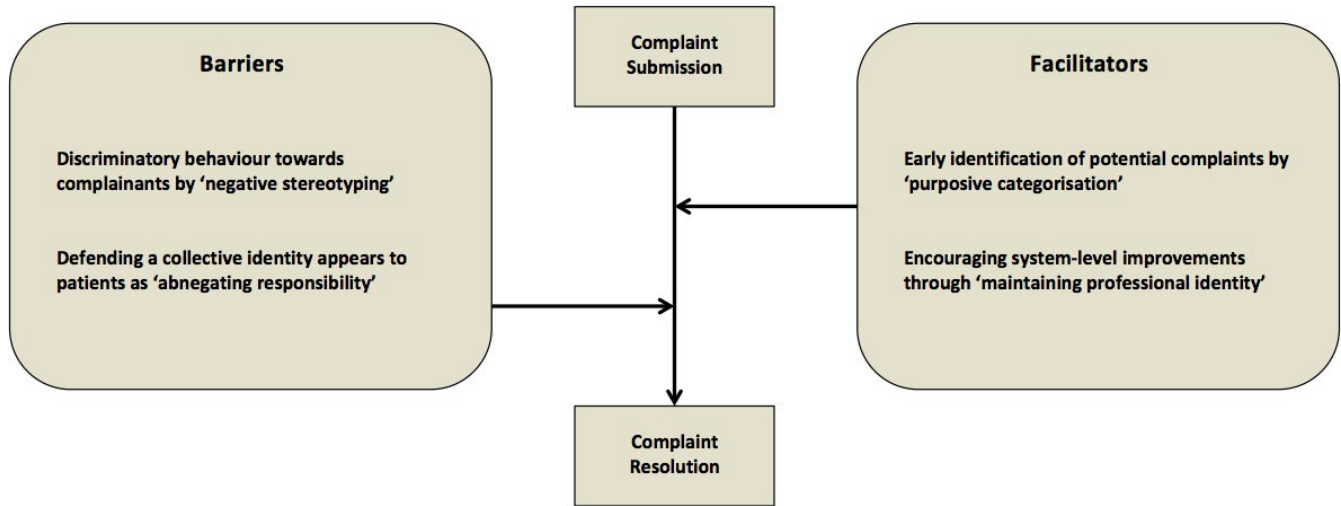 Complaint
Submission
Barriers
Discriminatory behaviour towards
complainants by ‘negative stereotyping’
Defending a collective identity appears to
patients as ‘abnegating responsibility’
Facilitators
Early identification of potential complaints by
‘purposive categorisation’
Encouraging system-level improvements
through ‘maintaining professional identity’
Complaint
Resolution